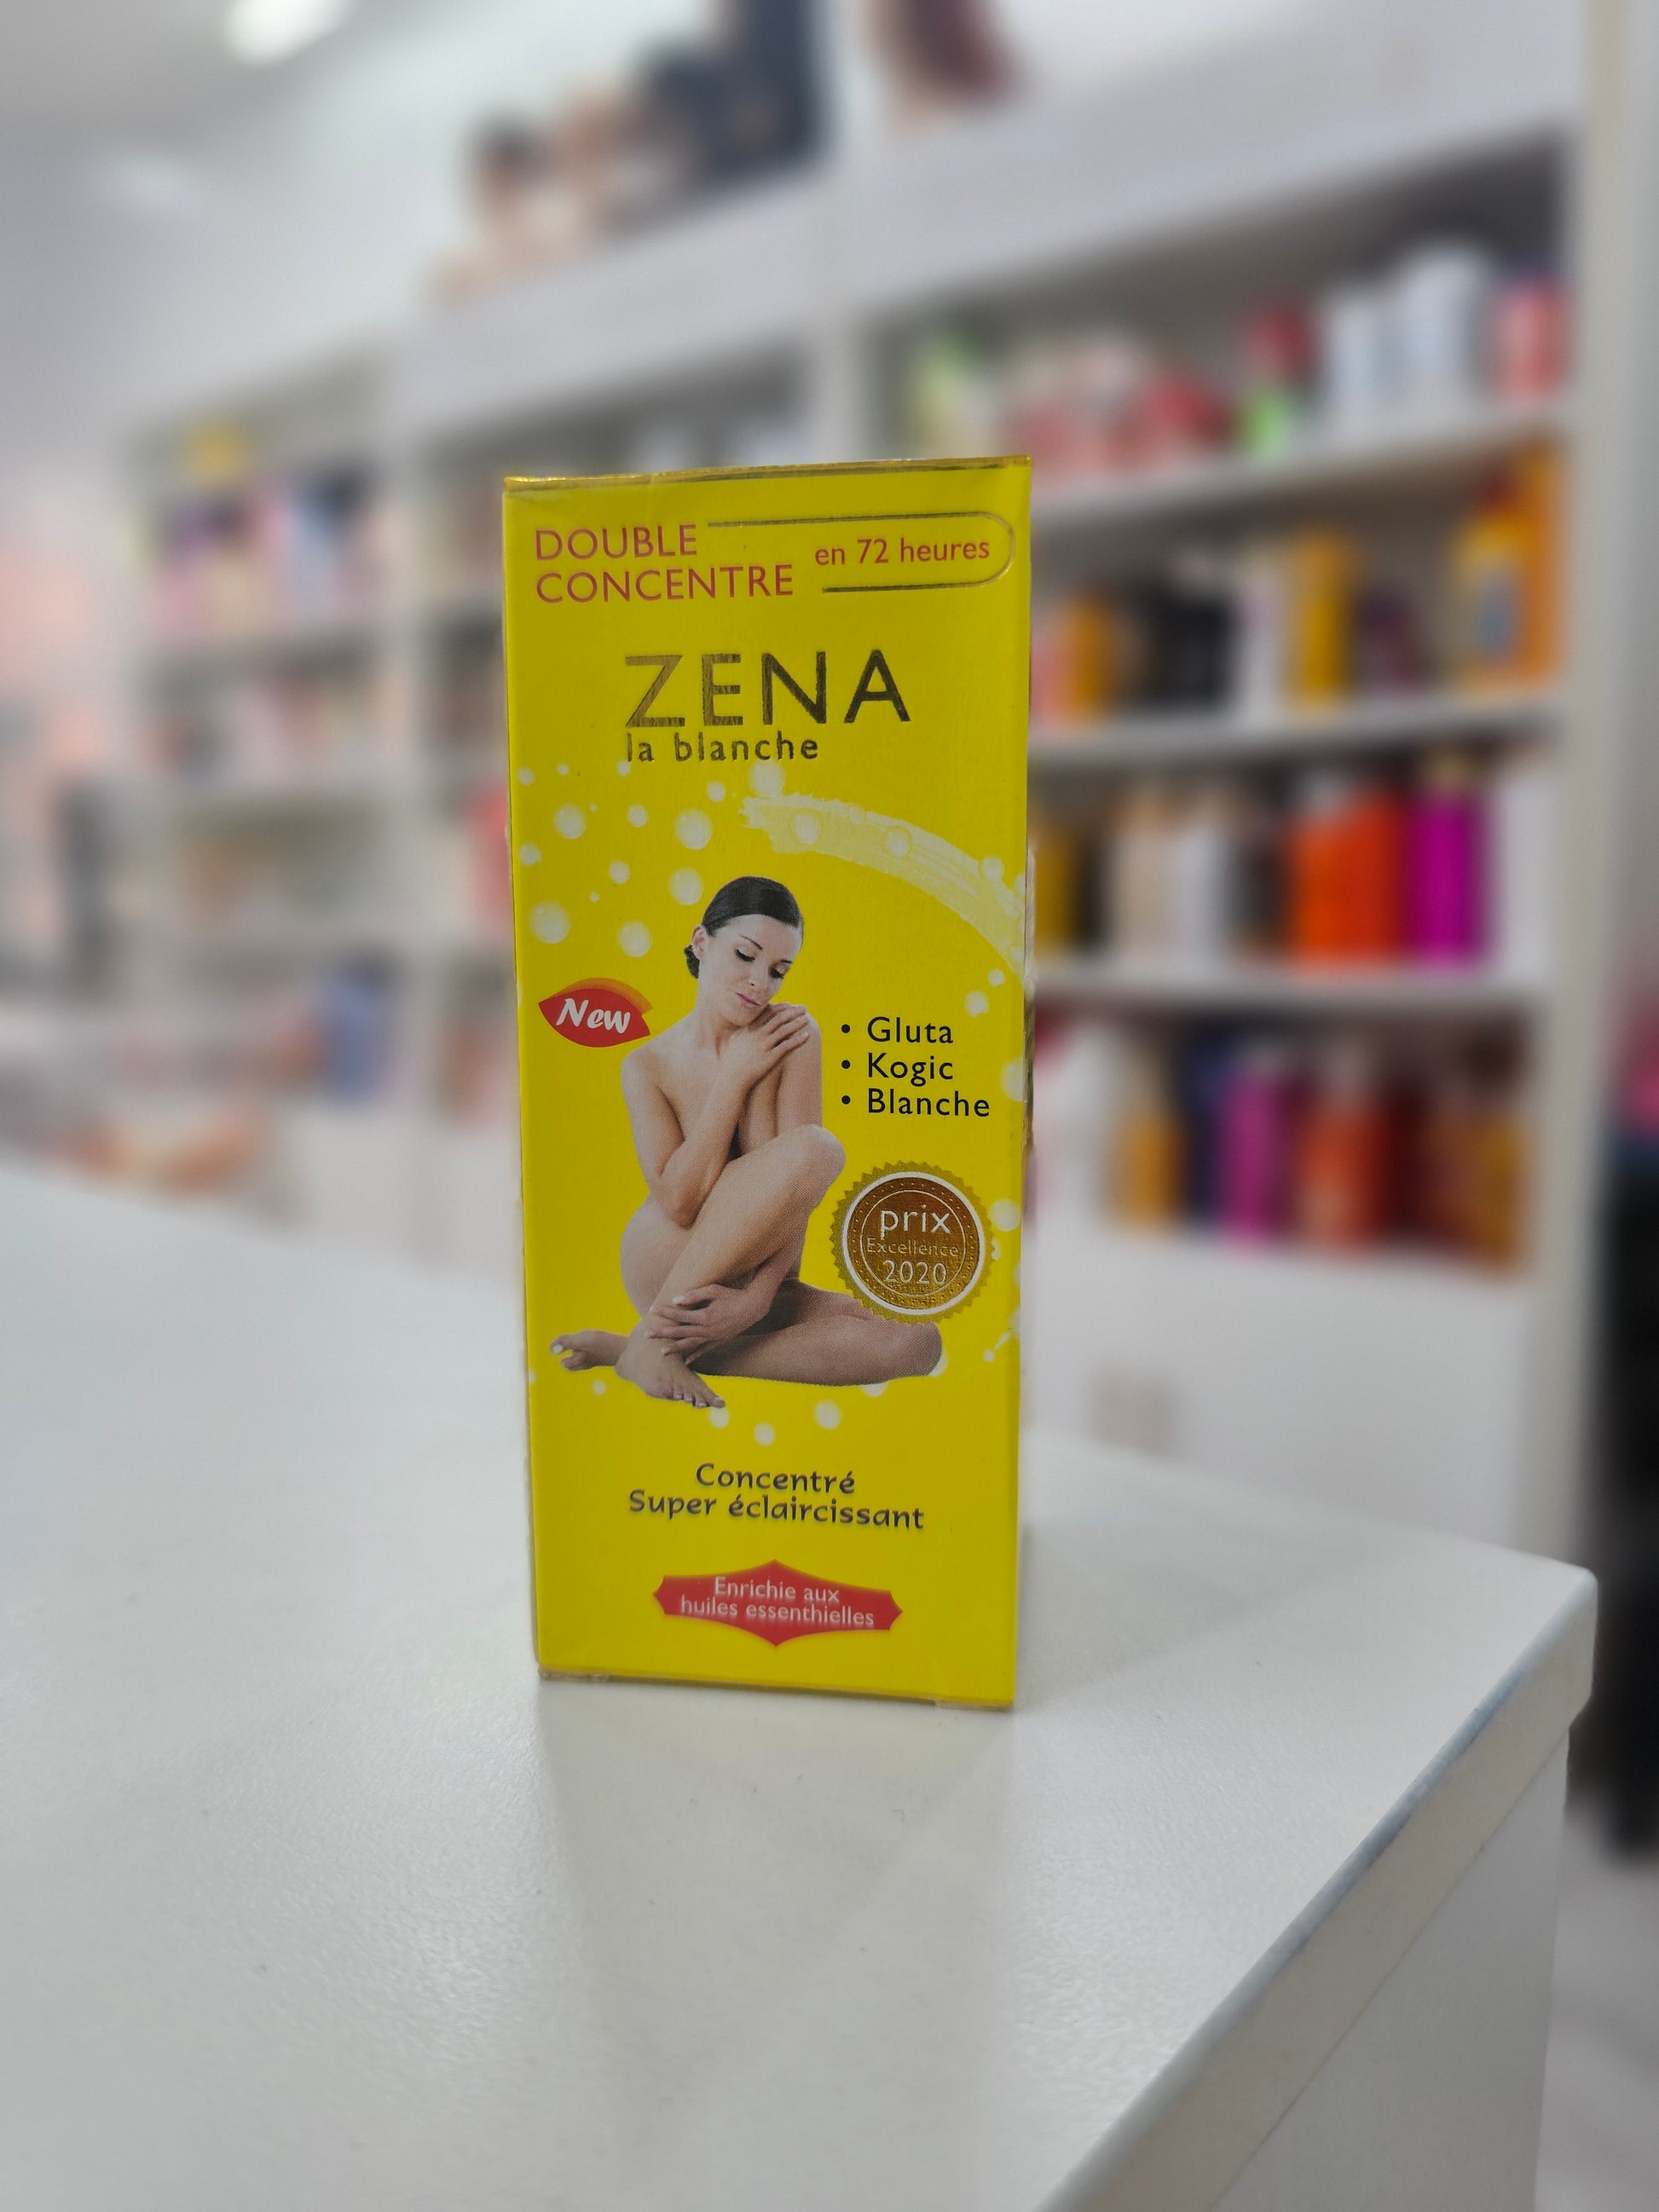 DOUBLE
CONCENTRE
en 72 heures
ZENA
la blanche
New
• Gluta
• Kogic
• Blanche
prix
Excellence
2020
Concentré
Super éclaircissant
Enrichie aux
huiles essenthielles